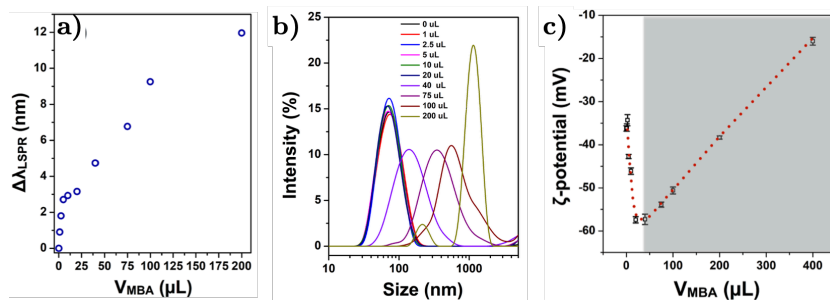 a)
Δλ_LSPR (nm)
12
10
8
6
4
2
0
0 25 50 75 100 125 150 175 200
V_MBA (µL)
b)
Intensity (%)
25
20
15
10
5
0
0 uL
1 uL
2.5 uL
5 uL
10 uL
20 uL
40 uL
75 uL
100 uL
200 uL
10 100 1000
Size (nm)
c)
ζ-potential (mV)
-10
-20
-30
-40
-50
-60
0 100 200 300 400
V_MBA (µL)